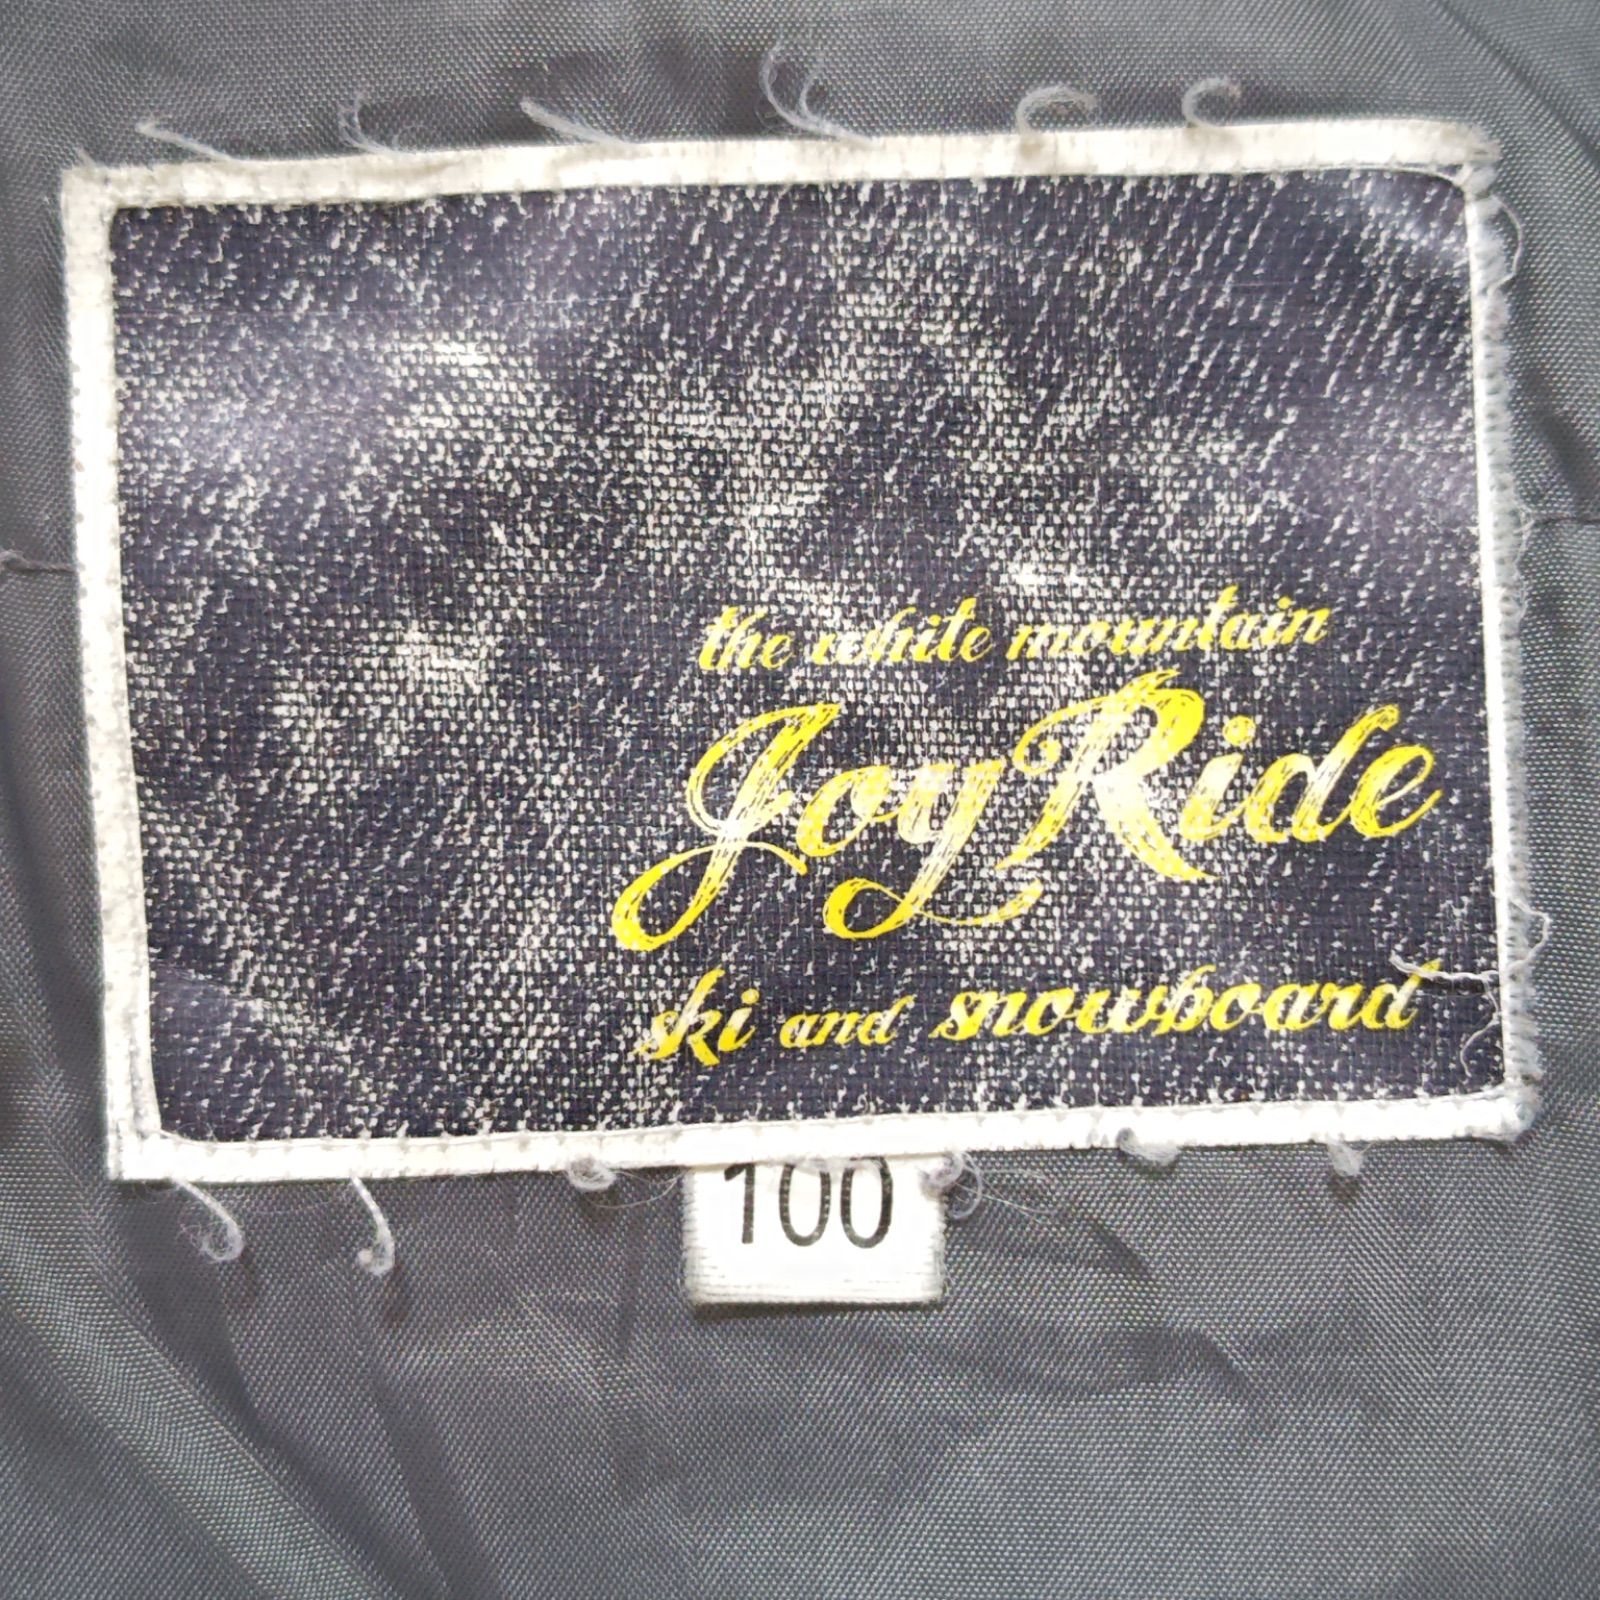 the white mountain
JoyRide
ski and snowboard
100